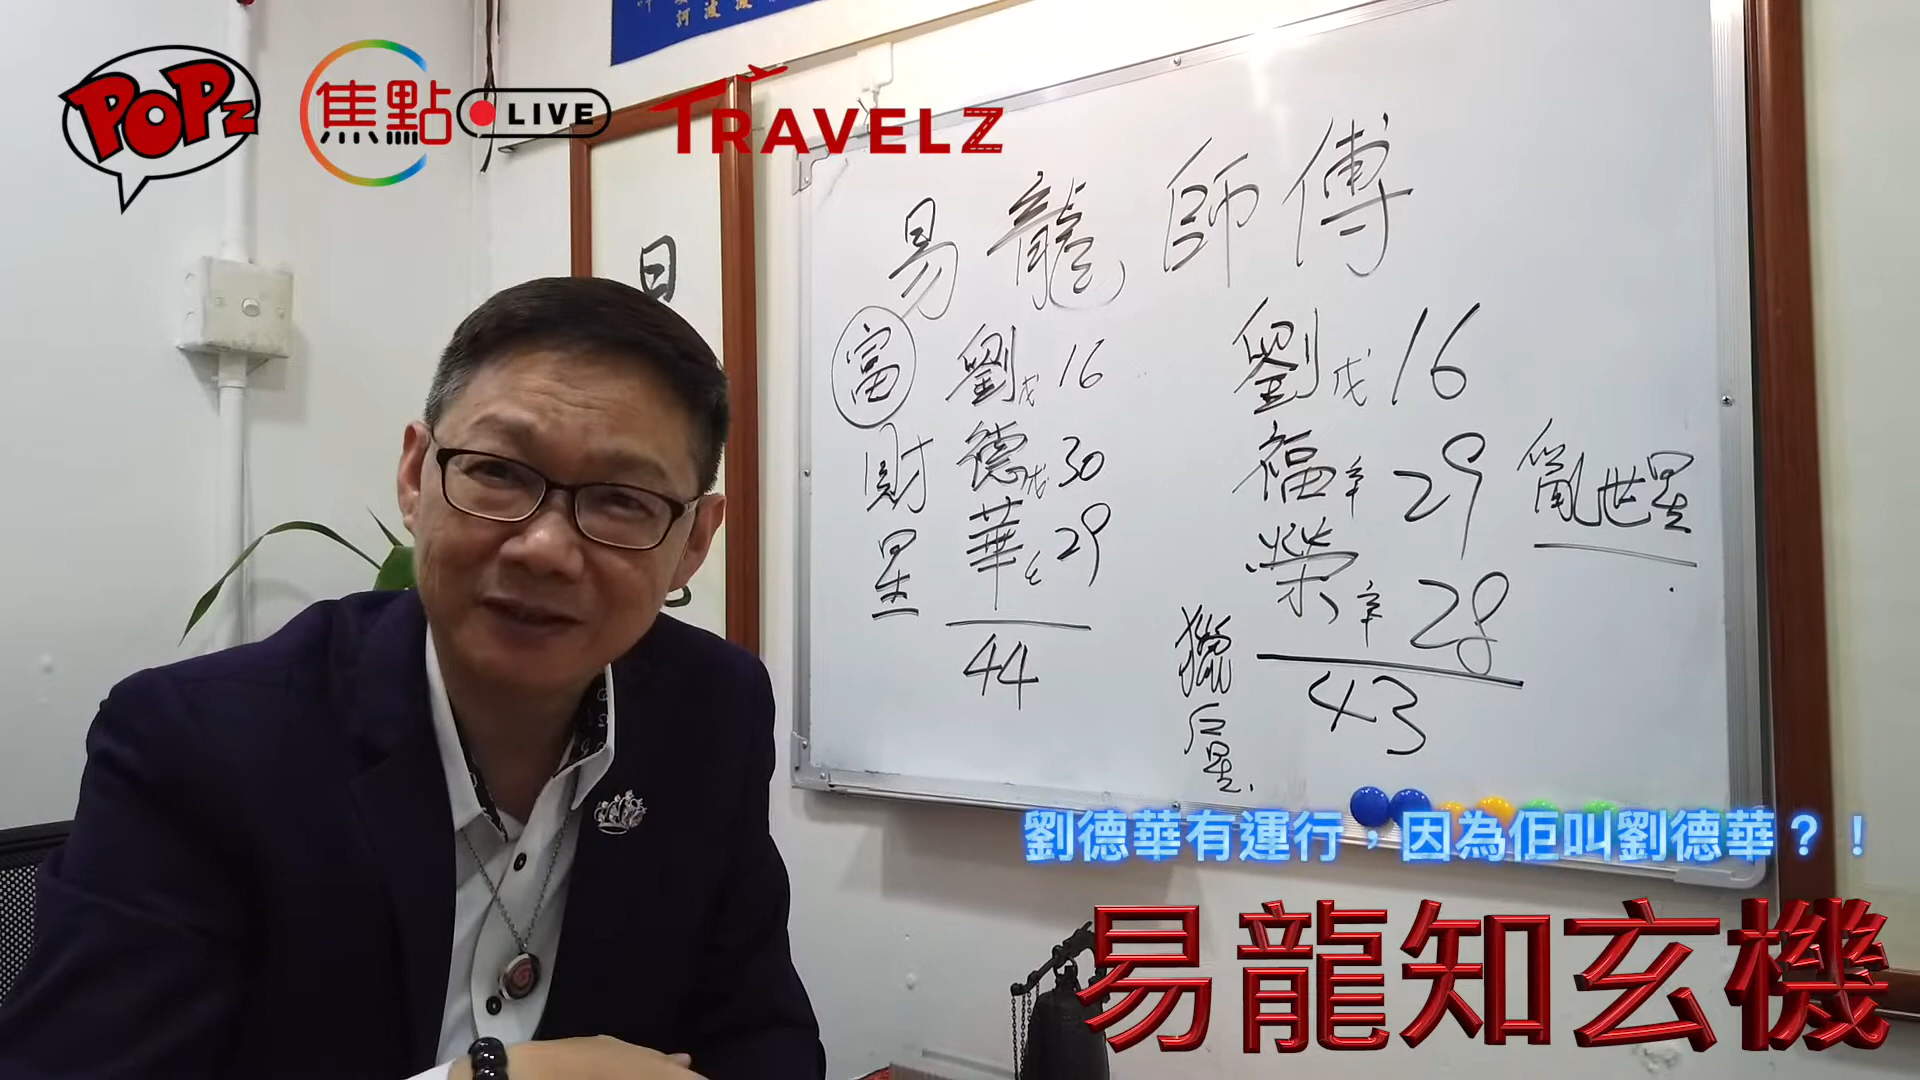 POPZ
焦點 LIVE
TRAVELZ
易龍師傅
富財星
劉戊16
德戊30
華乙29
44
劉戊16
福辛29
榮辛28
43
亂世星
獵
星
日
劉德華有運行，因為佢叫劉德華？！
易龍知玄機